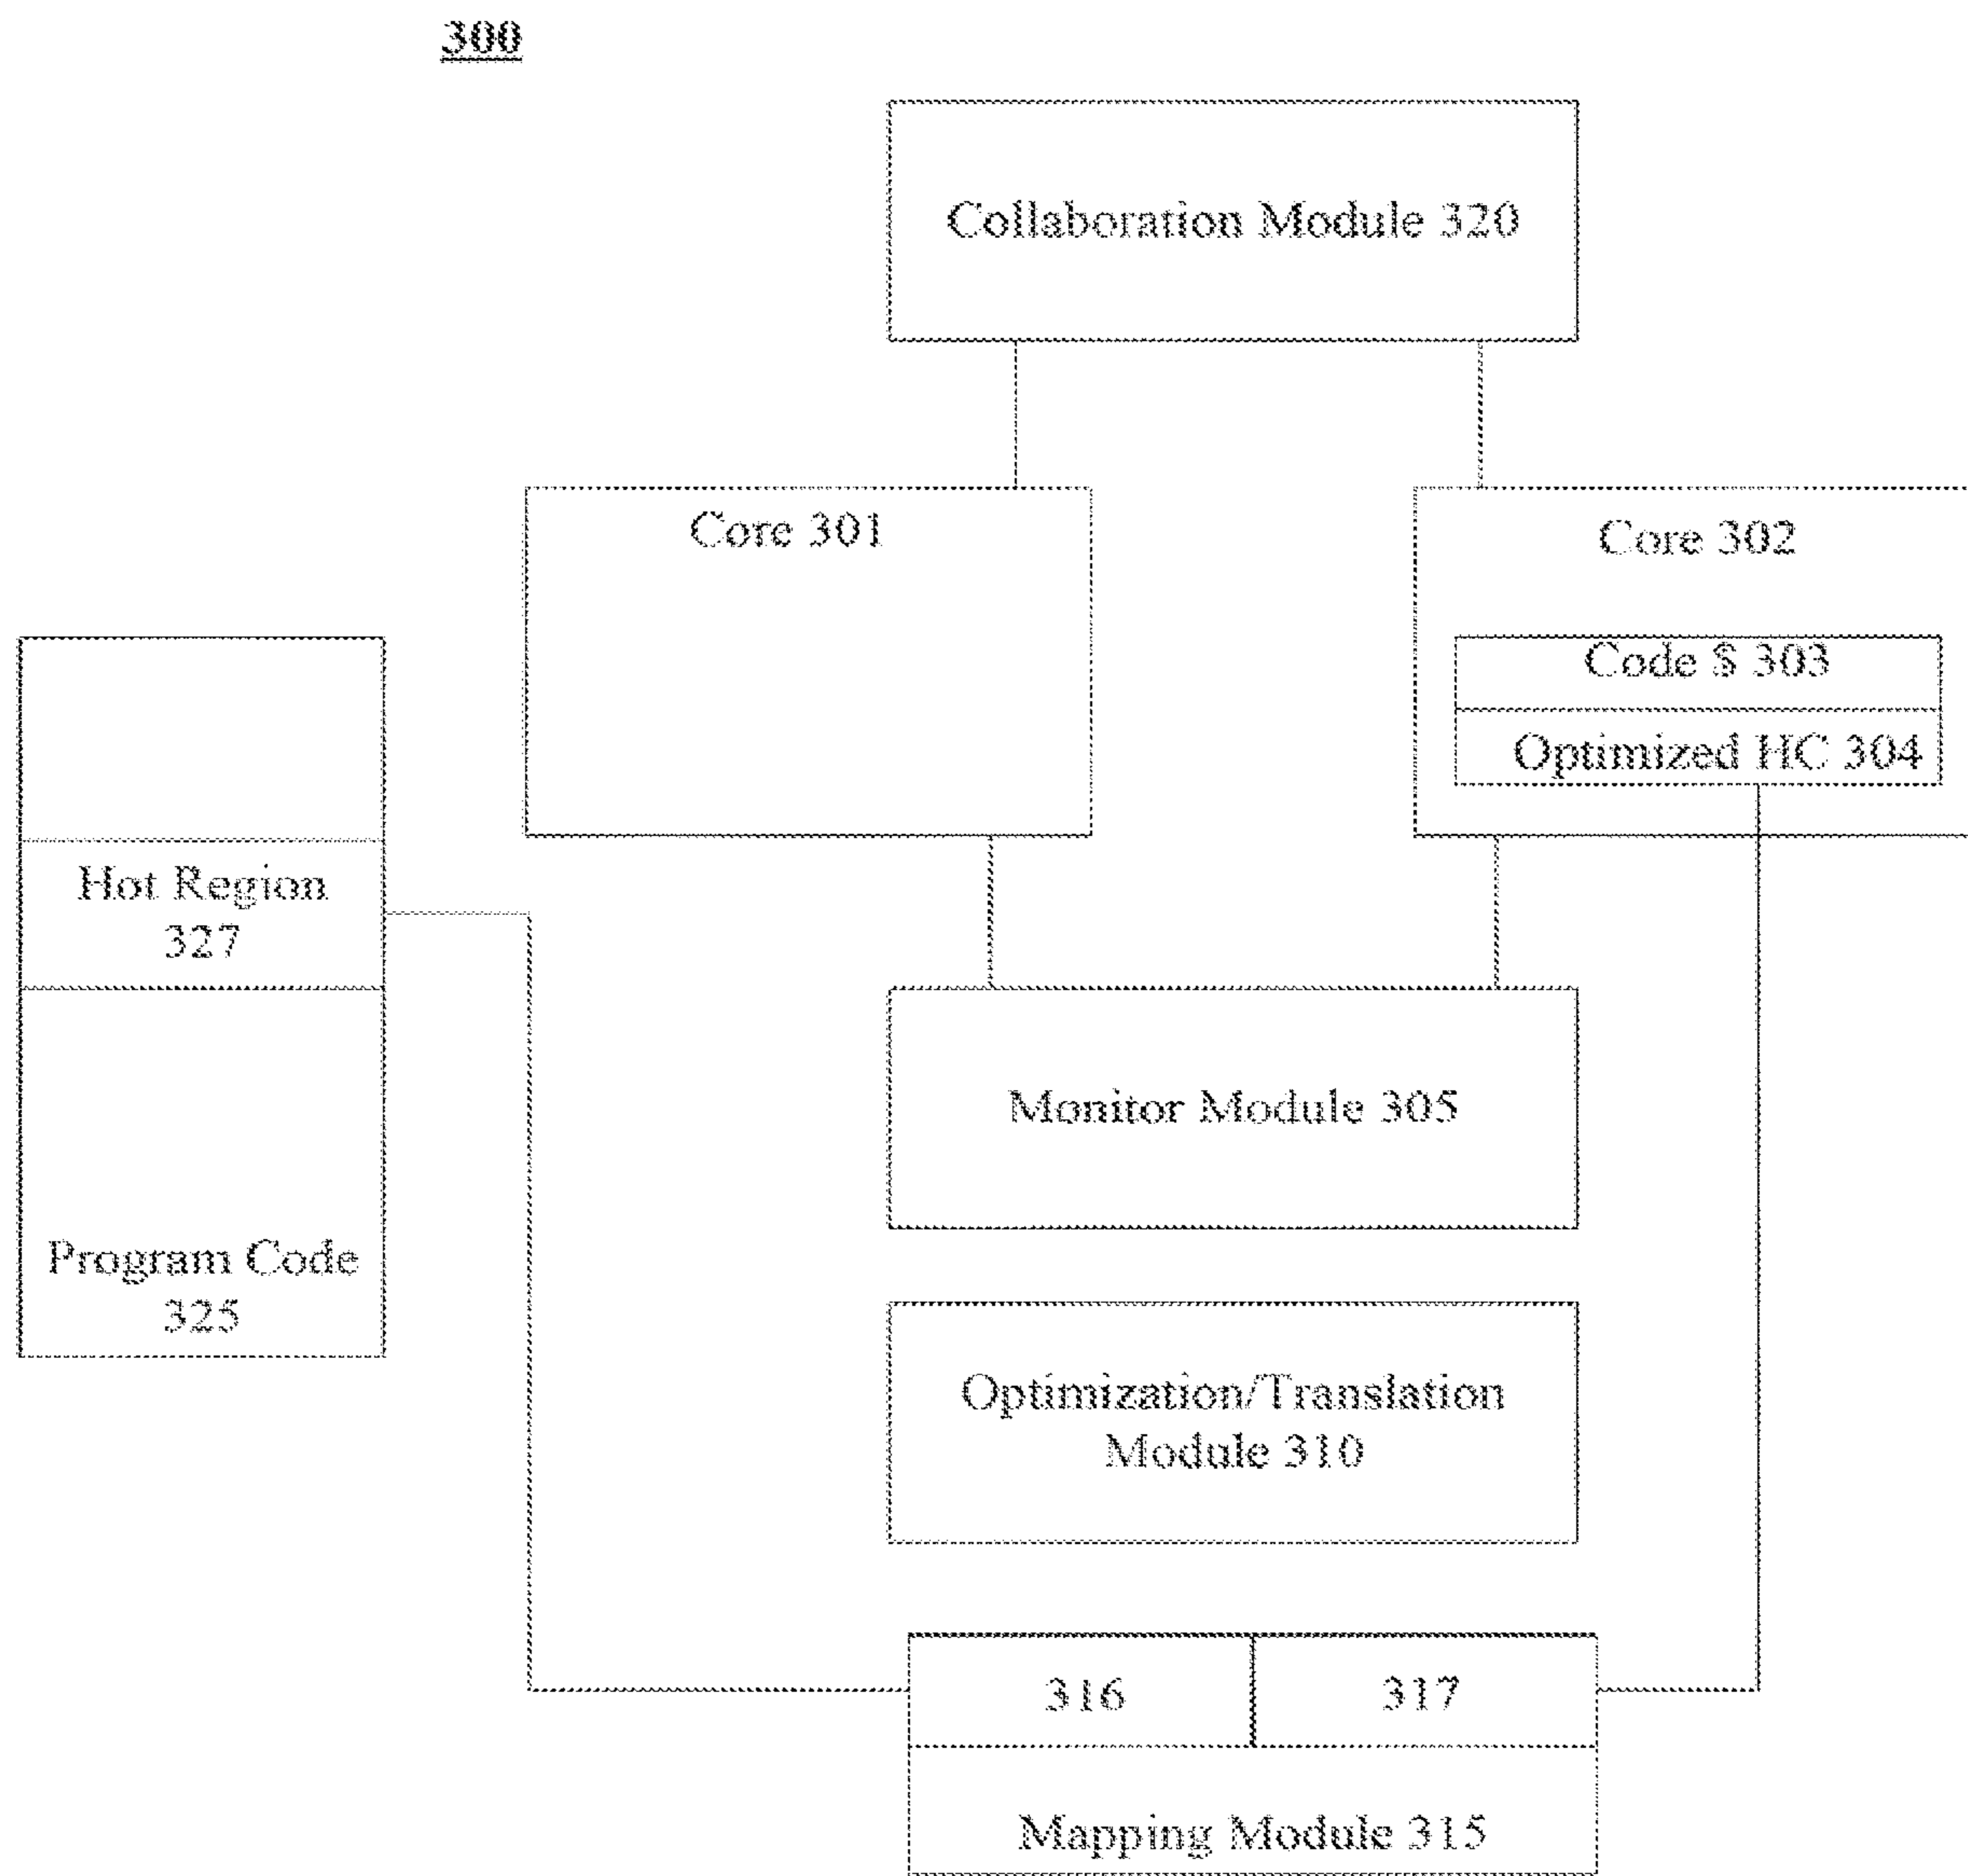 300
Collaboration Module 320
Core 301
Core 302
Code $ 303
Optimized HC 304
Hot Region
327
Monitor Module 305
Program Code
325
Optimization/Translation
Module 310
316
317
Mapping Module 315